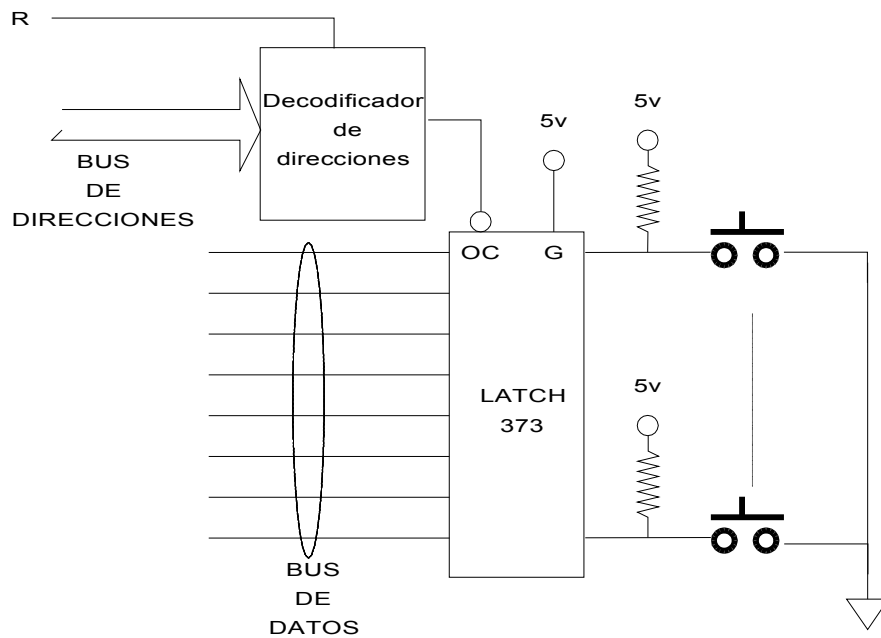 R
Decodificador
de
direcciones
BUS
DE
DIRECCIONES
5v
5v
OC G
LATCH
373
5v
BUS
DE
DATOS